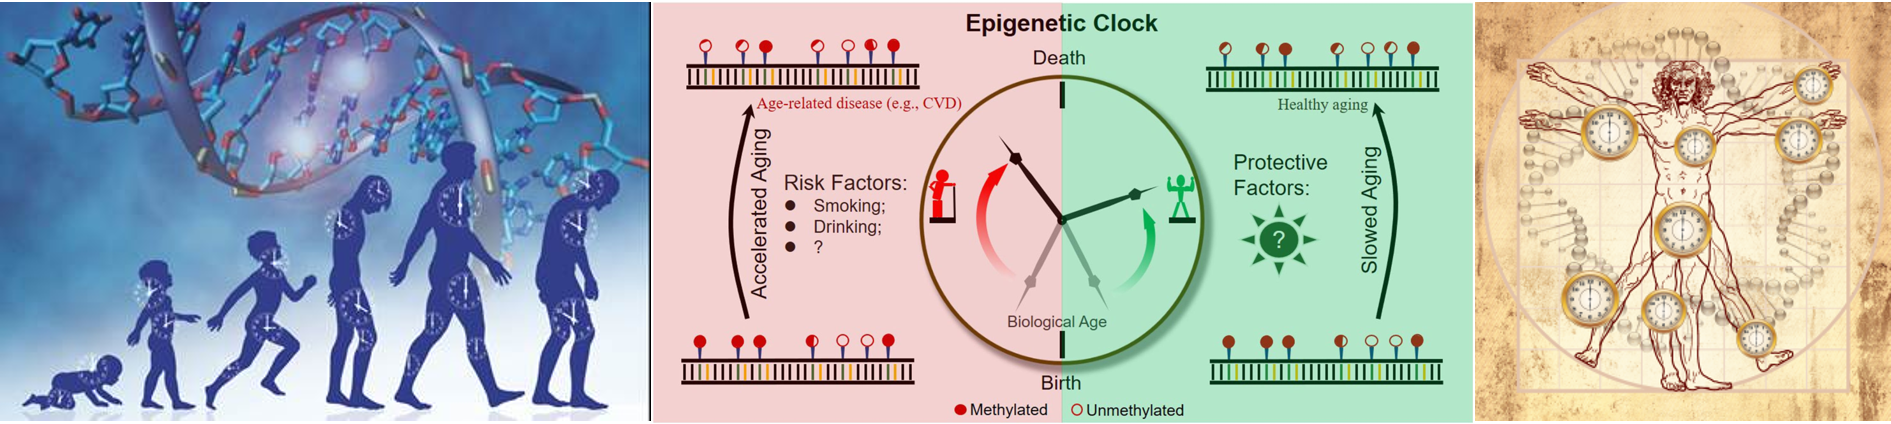 Epigenetic Clock
Death
Age-related disease (e.g., CVD)
Healthy aging
Accelerated Aging
Risk Factors:
● Smoking;
● Drinking;
● ?
Protective
Factors:
?
Slowed Aging
Biological Age
Birth
Methylated
Unmethylated